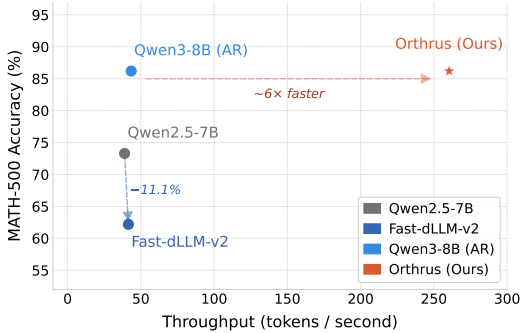 MATH-500 Accuracy (%)
95
90
85
80
75
70
65
60
55
Qwen3-8B (AR)
Orthrus (Ours)
~6× faster
Qwen2.5-7B
−11.1%
Fast-dLLM-v2
Qwen2.5-7B
Fast-dLLM-v2
Qwen3-8B (AR)
Orthrus (Ours)
0 50 100 150 200 250 300
Throughput (tokens / second)